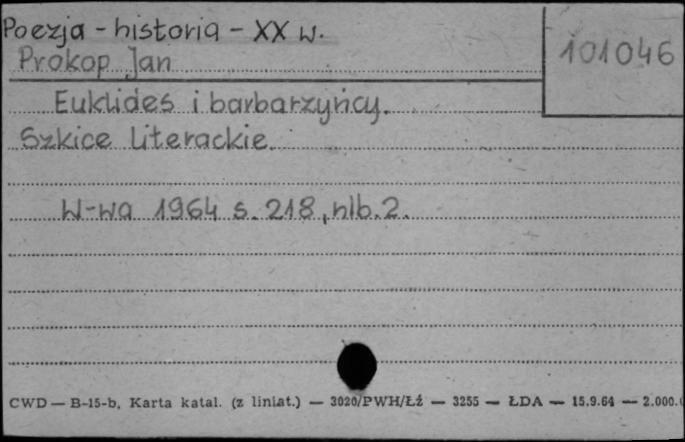 Poezja - historia - XX w.
Prokop Jan
101046
Euklides i barbarzyńcy.
Szkice literackie.
W-wa 1964 s. 218, nlb. 2.
CWD — B-15-b, Karta katal. (z liniat.) — 3020/PWH/Łź — 3255 — ŁDA — 15.9.64 — 2.000.